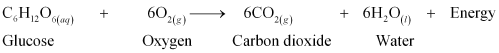 C₆H₁₂O₆(aq) + 6O₂(g) ⟶ 6CO₂(g) + 6H₂O(l) + Energy
Glucose Oxygen Carbon dioxide Water